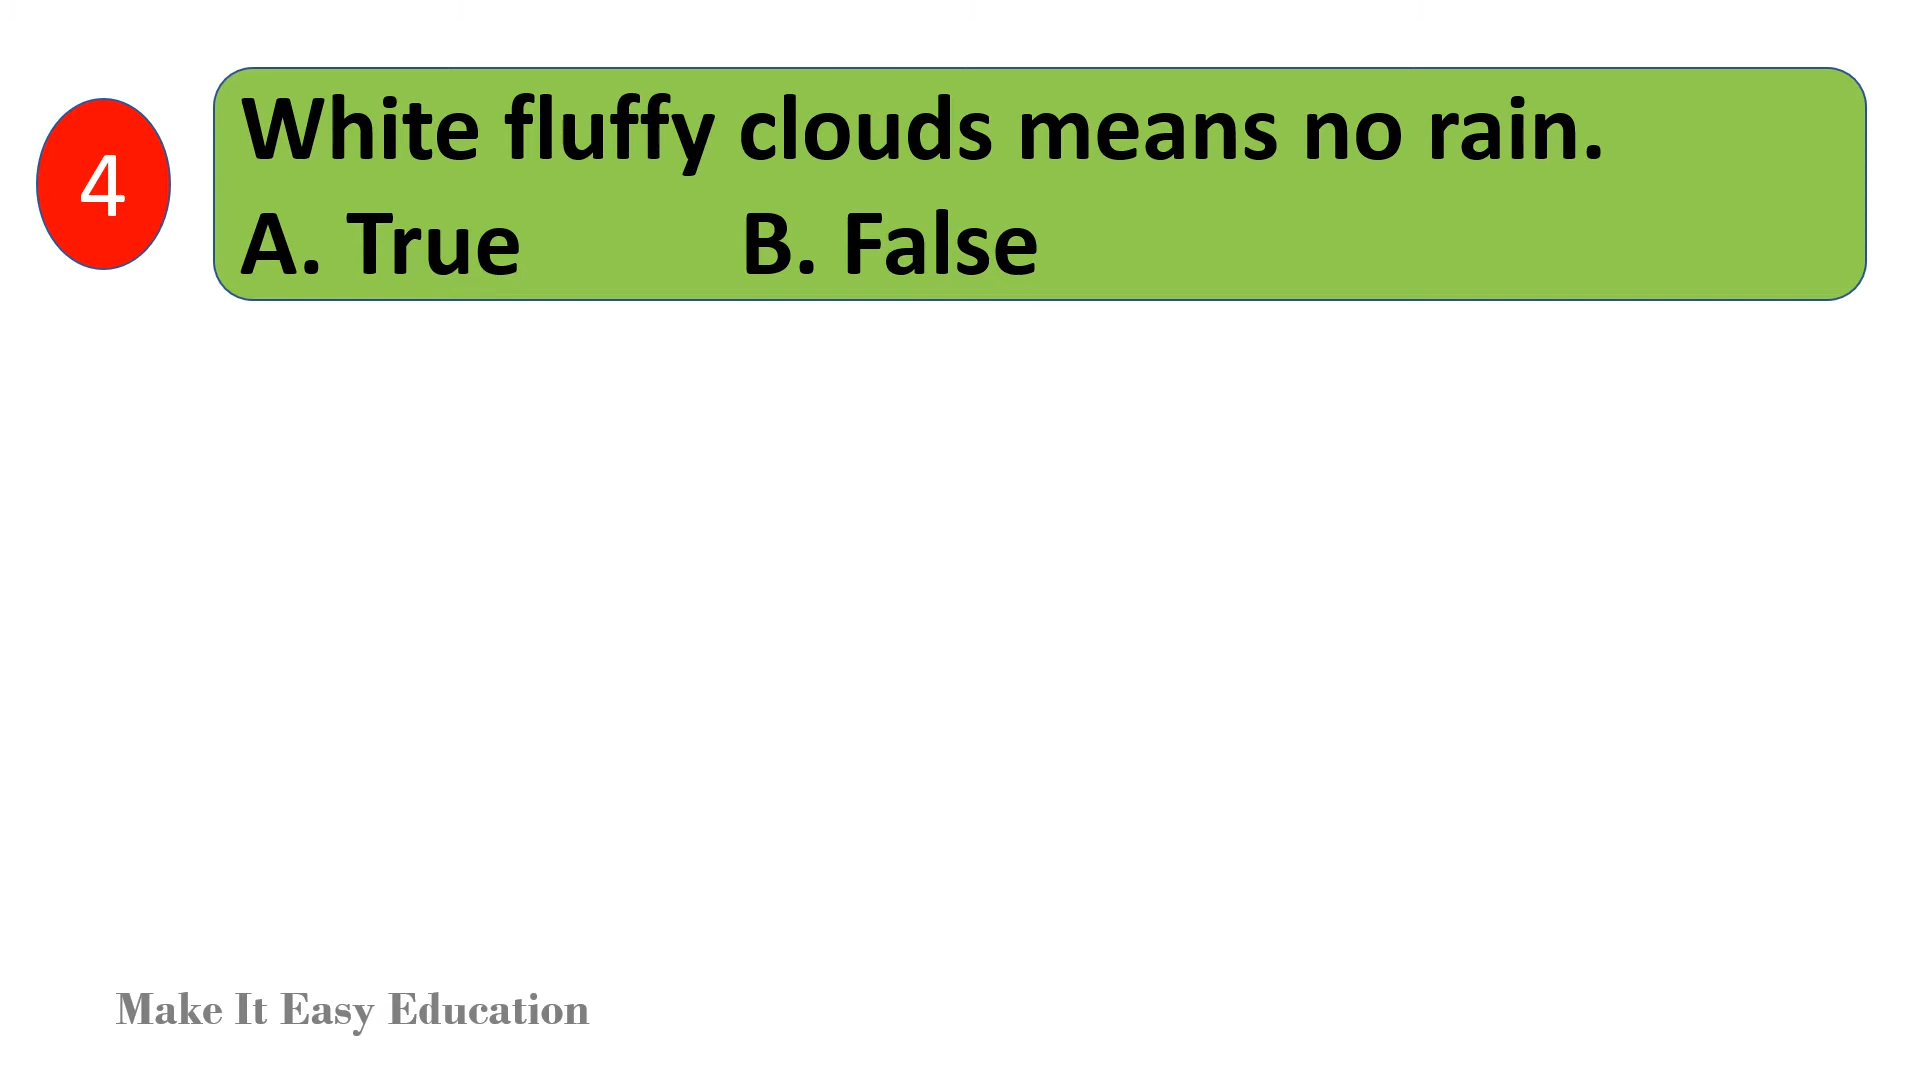 4
White fluffy clouds means no rain.
A. True B. False
Make It Easy Education